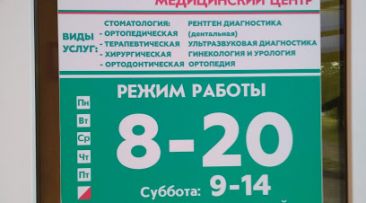 МЕДИЦИНСКИЙ ЦЕНТР
ВИДЫ УСЛУГ:
СТОМАТОЛОГИЯ:
- ОРТОПЕДИЧЕСКАЯ
- ТЕРАПЕВТИЧЕСКАЯ
- ХИРУРГИЧЕСКАЯ
- ОРТОДОНТИЧЕСКАЯ
РЕНТГЕН ДИАГНОСТИКА
(дентальная)
УЛЬТРАЗВУКОВАЯ ДИАГНОСТИКА
ГИНЕКОЛОГИЯ И УРОЛОГИЯ
ОРТОПЕДИЯ
РЕЖИМ РАБОТЫ
Пн
Вт
Ср
Чт
Пт
8-20
Суббота: 9-14